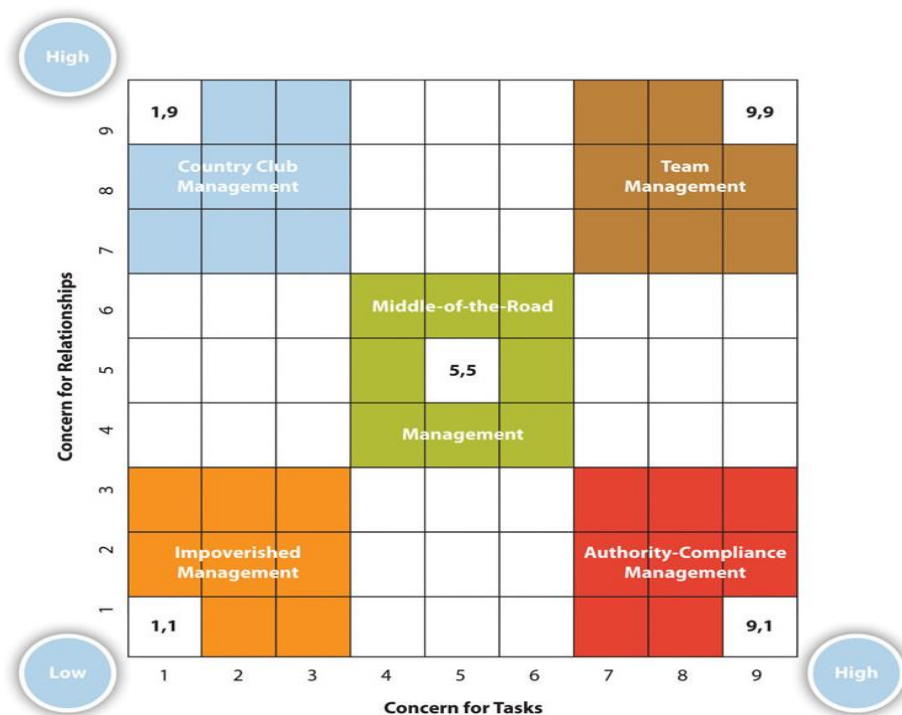 High
1,9
9,9
9
Country Club
Management
Team
Management
8
7
Concern for Relationships
Middle-of-the-Road
6
5,5
5
Management
4
3
Impoverished
Management
Authority-Compliance
Management
2
1,1
9,1
1
Low
1 2 3 4 5 6 7 8 9
High
Concern for Tasks